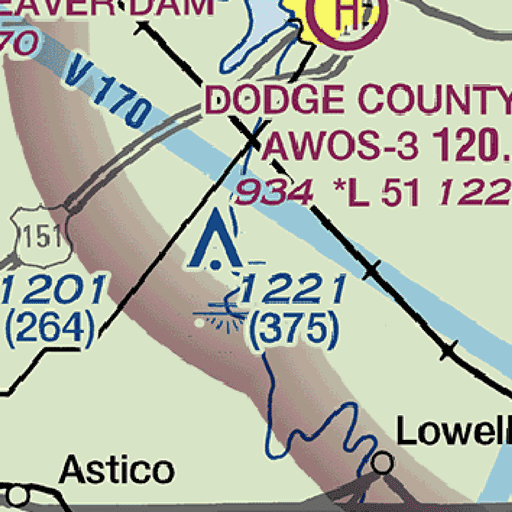 EAVER DAM
H
70
V 170
DODGE COUNTY
AWOS-3 120.
934 *L 51 122
151
1201
(264)
1221
(375)
Lowell
Astico